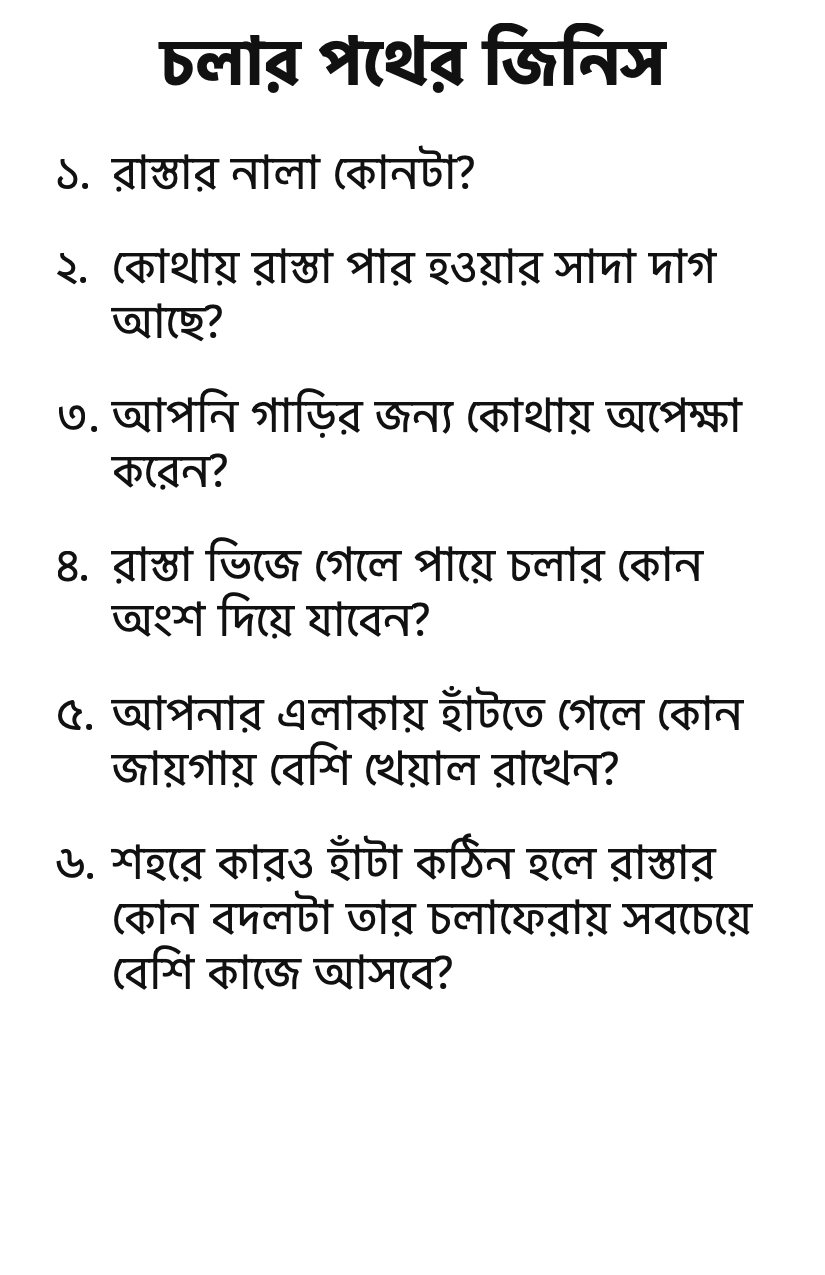 চলার পথের জিনিস
১. রাস্তার নালা কোনটা?
২. কোথায় রাস্তা পার হওয়ার সাদা দাগ
আছে?
৩. আপনি গাড়ির জন্য কোথায় অপেক্ষা
করেন?
৪. রাস্তা ভিজে গেলে পায়ে চলার কোন
অংশ দিয়ে যাবেন?
৫. আপনার এলাকায় হাঁটতে গেলে কোন
জায়গায় বেশি খেয়াল রাখেন?
৬. শহরে কারও হাঁটা কঠিন হলে রাস্তার
কোন বদলটা তার চলাফেরায় সবচেয়ে
বেশি কাজে আসবে?